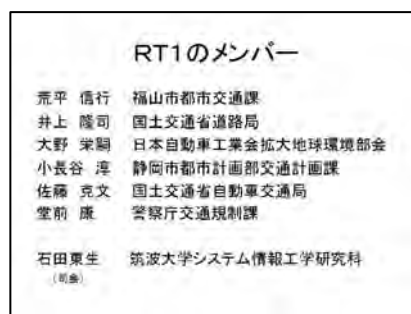 RT1のメンバー
荒平 信行 福山市都市交通課
井上 隆司 国土交通省道路局
大野 栄嗣 日本自動車工業会拡大地球環境部会
小長谷 淳 静岡市都市計画部交通計画課
佐藤 克文 国土交通省自動車交通局
堂前 康 警察庁交通規制課
石田東生 筑波大学システム情報工学研究科
(司会)